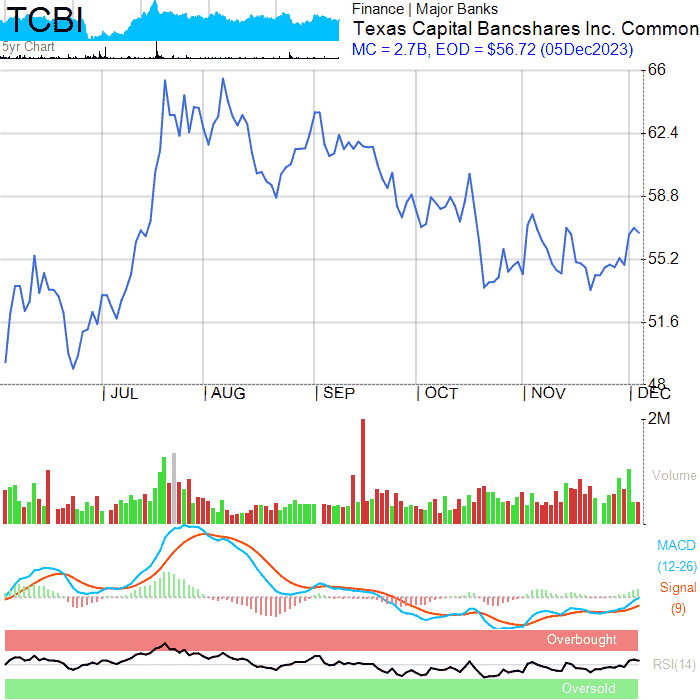 TCBI
5yr Chart
Finance | Major Banks
Texas Capital Bancshares Inc. Common
MC = 2.7B, EOD = $56.72 (05Dec2023)
66
62.4
58.8
55.2
51.6
48
JUL AUG SEP OCT NOV DEC
2M
Volume
MACD
(12-26)
Signal
(9)
Overbought
RSI(14)
Oversold